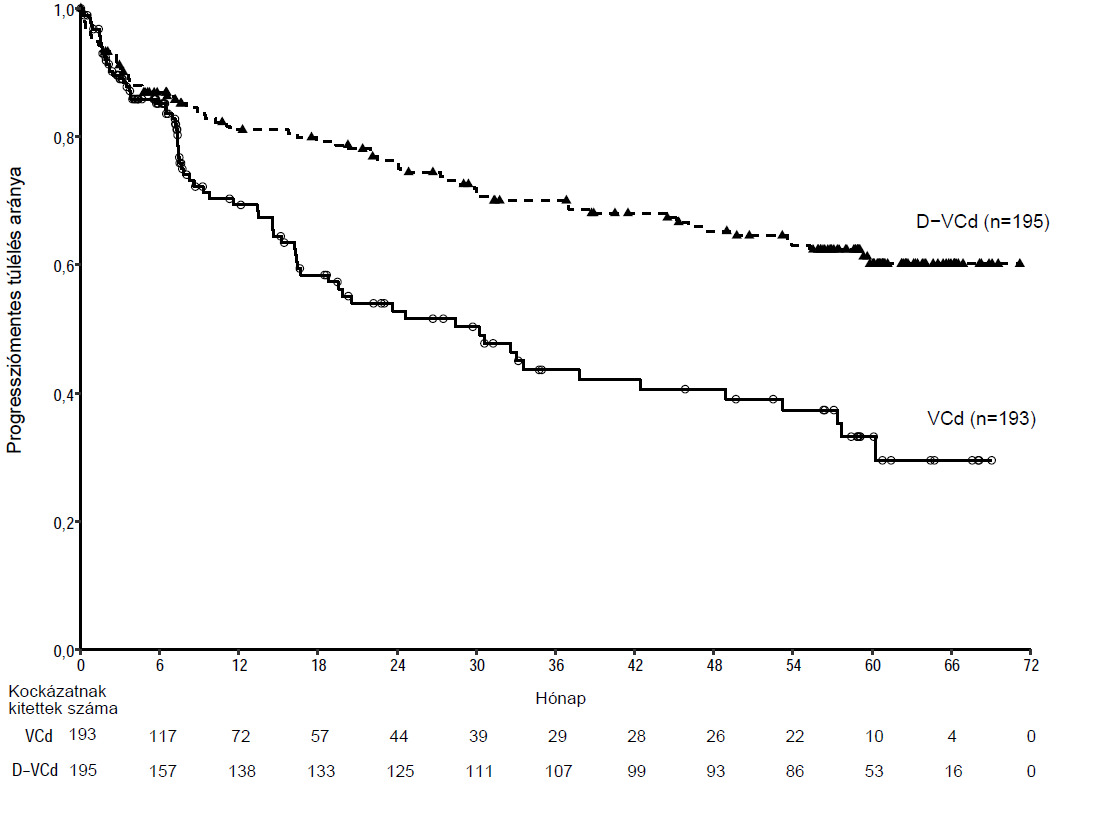 Progressziómentes túlélés aránya
1,0
0,8
0,6
0,4
0,2
0,0
D−VCd (n=195)
VCd (n=193)
0 6 12 18 24 30 36 42 48 54 60 66 72
Hónap
Kockázatnak
kitettek száma
VCd 193 117 72 57 44 39 29 28 26 22 10 4 0
D−VCd 195 157 138 133 125 111 107 99 93 86 53 16 0